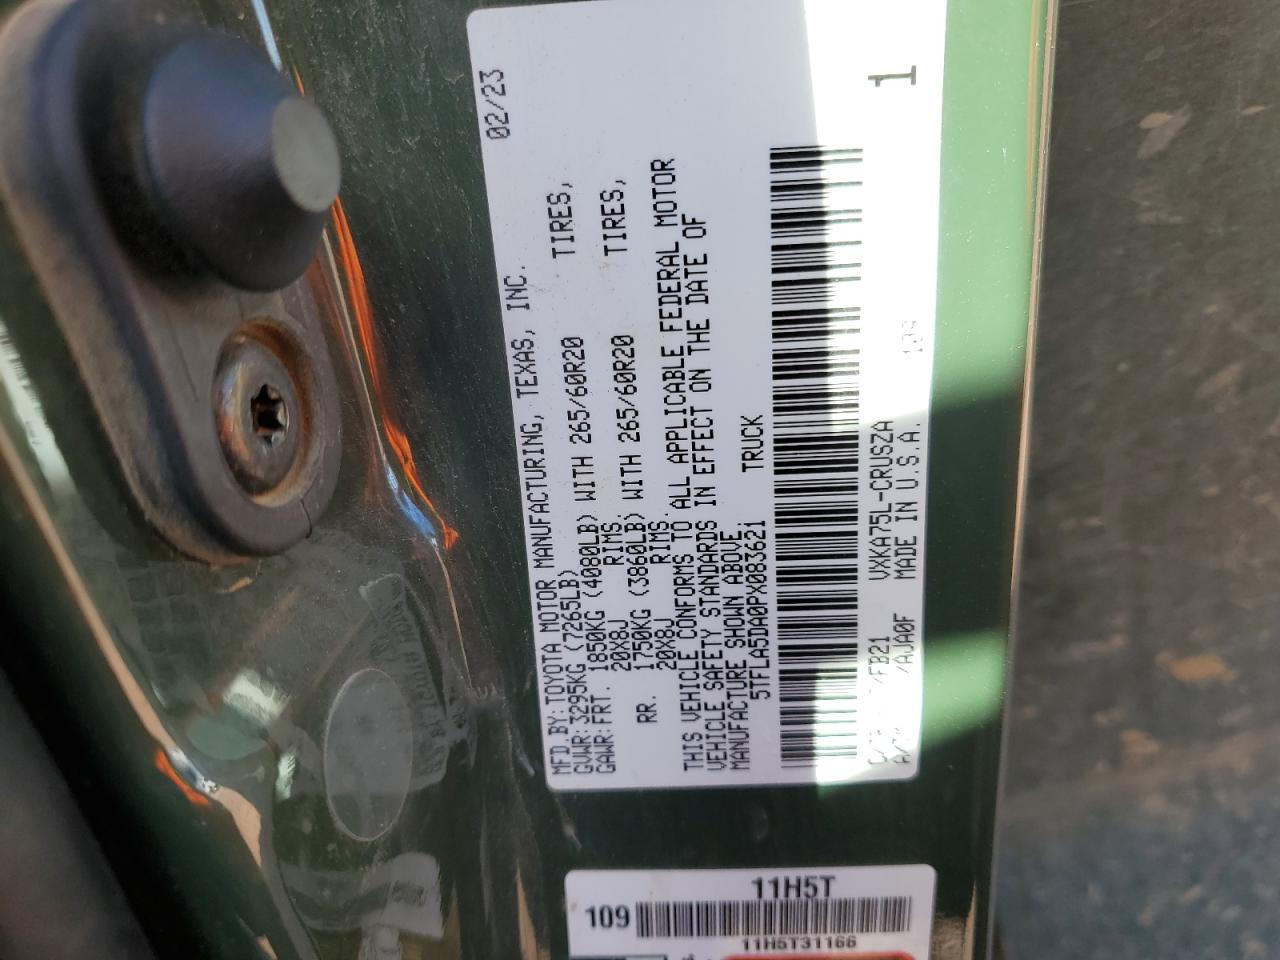 MFD.BY:TOYOTA MOTOR MANUFACTURING, TEXAS, INC. 02/23
GVWR:3295KG (7265LB)
GAWR:FRT. 1850KG (4080LB) WITH 265/60R20 TIRES,
20X8J RIMS
RR. 1750KG (3860LB) WITH 265/60R20 TIRES,
20X8J RIMS.
THIS VEHICLE CONFORMS TO ALL APPLICABLE FEDERAL MOTOR
VEHICLE SAFETY STANDARDS IN EFFECT ON THE DATE OF
MANUFACTURE SHOWN ABOVE.
5TFLA5DA0PX083621 TRUCK
1
/FB21 VXKA75L-CRUSZA
/AJA0F MADE IN U.S.A.
11H5T
109
11H5T31166